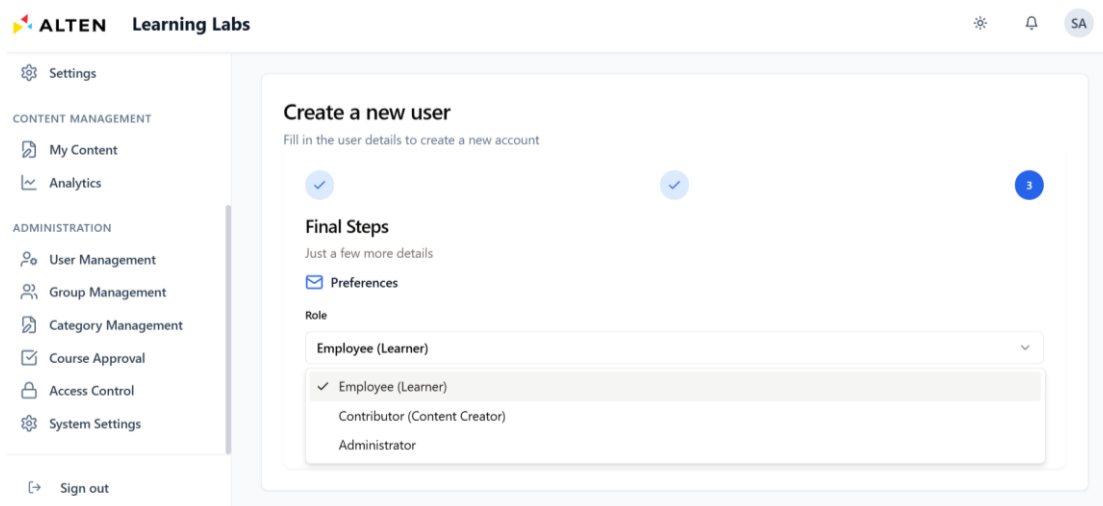 ALTEN Learning Labs
SA
Settings
CONTENT MANAGEMENT
My Content
Analytics
ADMINISTRATION
User Management
Group Management
Category Management
Course Approval
Access Control
System Settings
Sign out
Create a new user
Fill in the user details to create a new account
3
Final Steps
Just a few more details
Preferences
Role
Employee (Learner)
Employee (Learner)
Contributor (Content Creator)
Administrator